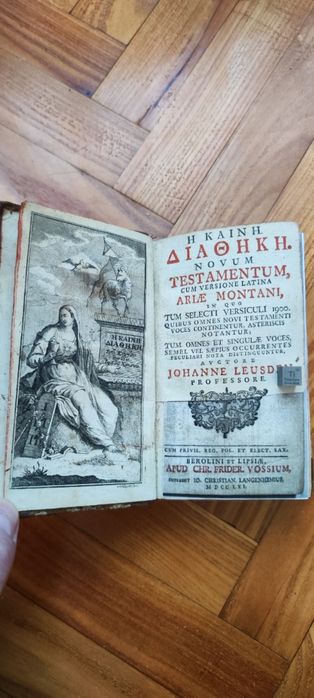 Η ΚΑΙΝΗ
ΔΙΑΘΗΚΗ
Η ΚΑΙΝΗ.
ΔΙΑΘΗΚΗ.
NOVUM
TESTAMENTUM,
CUM VERSIONE LATINA
ARIÆ MONTANI,
IN QUO
TUM SELECTI VERSICULI 1900.
QUIBUS OMNES NOVI TESTAMENTI
VOCES CONTINENTUR, ASTERISCIS
NOTANTUR;
TUM OMNES ET SINGULÆ VOCES,
SEMEL VEL SÆPIUS OCCURRENTES
PECULIARI NOTA DISTINGUUNTUR,
AUCTORE
JOHANNE LEUSDE
PROFESSORE.
CUM PRIVIL. REG. POL. ET ELECT. SAX.
BEROLINI ET LIPSIÆ,
APUD CHR. FRIDER. VOSSIUM,
IO. CHRISTIAN. LANGENHEMIUS.
MDCCLXI.